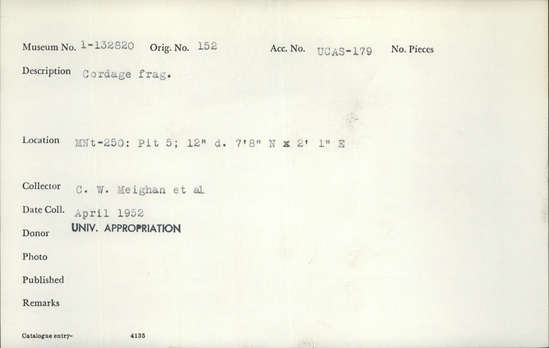 Museum No. 1-132820 Orig. No. 152 Acc. No. UCAS-179 No. Pieces
Description Cordage frag.
Location MNt-250: Pit 5; 12" d. 7'8" N x 2' 1" E
Collector C. W. Meighan et al
Date Coll. April 1952
Donor UNIV. APPROPRIATION
Photo
Published
Remarks
Catalogue entry- 4135